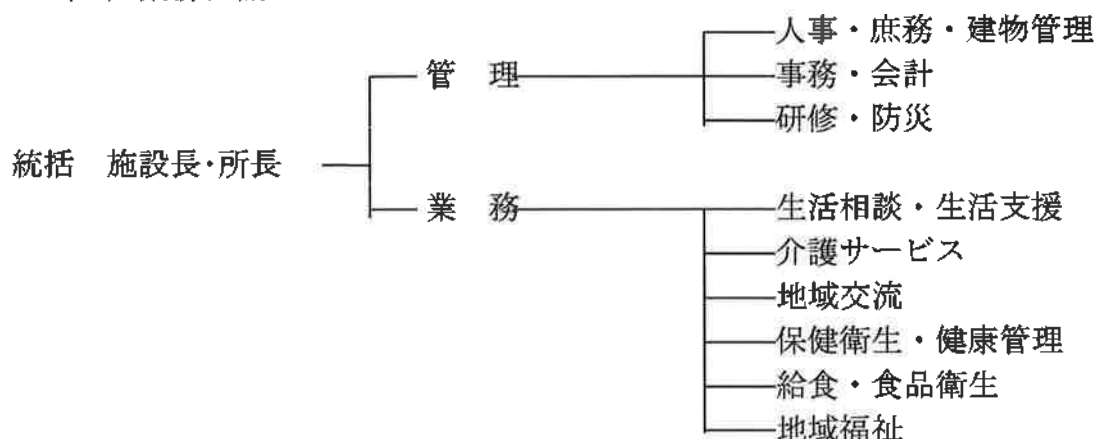 人事・庶務・建物管理
管　理
事務・会計
研修・防災
統括　施設長・所長
業　務
生活相談・生活支援
介護サービス
地域交流
保健衛生・健康管理
給食・食品衛生
地域福祉